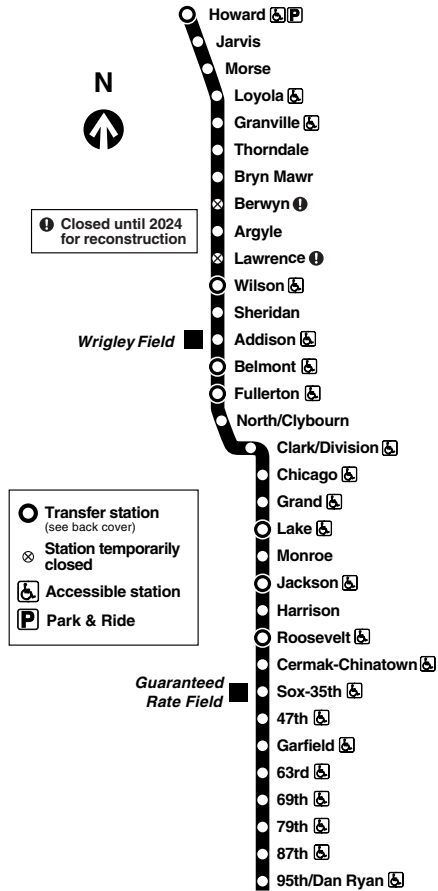 Howard P
Jarvis
Morse
N
Loyola
Granville
Thorndale
Bryn Mawr
Berwyn !
! Closed until 2024
for reconstruction
Argyle
Lawrence !
Wilson
Sheridan
Wrigley Field
Addison
Belmont
Fullerton
North/Clybourn
Clark/Division
Chicago
Grand
Lake
Monroe
Jackson
Harrison
Roosevelt
Transfer station
(see back cover)
Station temporarily
closed
Accessible station
P Park & Ride
Cermak-Chinatown
Guaranteed
Rate Field
Sox-35th
47th
Garfield
63rd
69th
79th
87th
95th/Dan Ryan